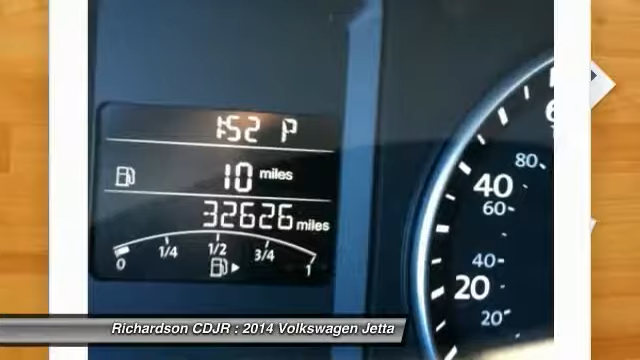 1:52 P
10 miles
32626 miles
0 1/4 1/2 3/4 1
80
40
60
40
20
20
Richardson CDJR : 2014 Volkswagen Jetta